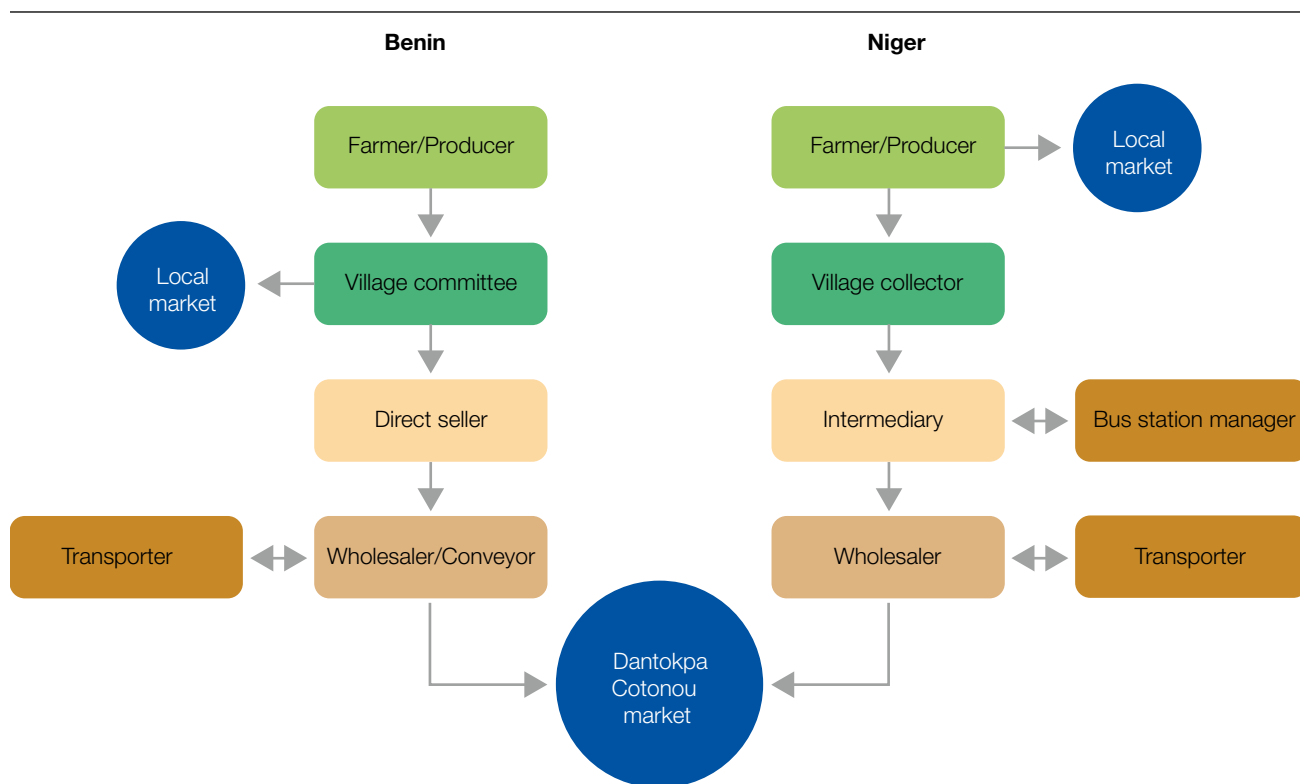 Benin
Niger
Farmer/Producer
Farmer/Producer
Local
market
Local
market
Village committee
Village collector
Direct seller
Intermediary
Bus station manager
Transporter
Wholesaler/Conveyor
Wholesaler
Transporter
Dantokpa
Cotonou
market